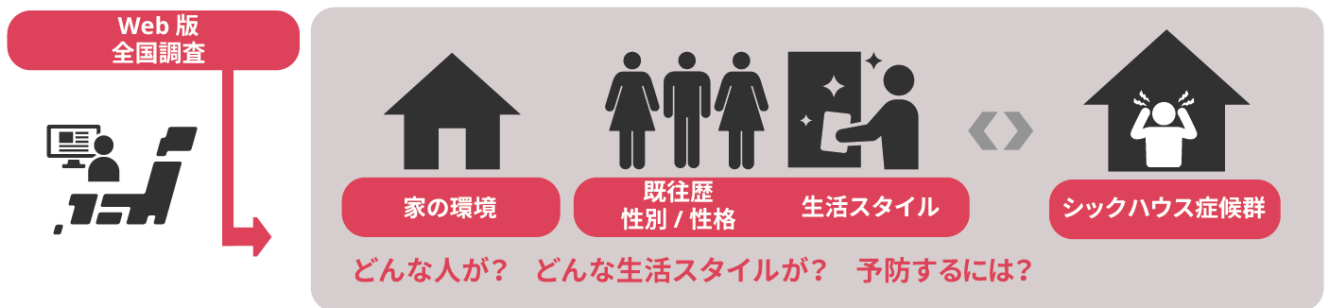 Web 版
全国調査
家の環境
既往歴
性別 / 性格
生活スタイル
シックハウス症候群
どんな人が? どんな生活スタイルが? 予防するには?